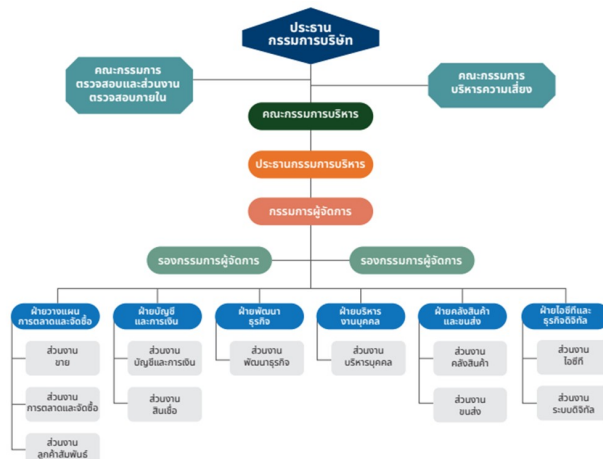 ประธาน
กรรมการบริษัท
คณะกรรมการ
ตรวจสอบและส่วนงาน
ตรวจสอบภายใน
คณะกรรมการ
บริหารความเสี่ยง
คณะกรรมการบริหาร
ประธานกรรมการบริหาร
กรรมการผู้จัดการ
รองกรรมการผู้จัดการ
รองกรรมการผู้จัดการ
ฝ่ายวางแผน
การตลาดและจัดซื้อ
ฝ่ายบัญชี
และการเงิน
ฝ่ายพัฒนา
ธุรกิจ
ฝ่ายบริหาร
งานบุคคล
ฝ่ายคลังสินค้า
และขนส่ง
ฝ่ายไอซีทีและ
ธุรกิจดิจิทัล
ส่วนงาน
ขาย
ส่วนงาน
บัญชีและการเงิน
ส่วนงาน
พัฒนาธุรกิจ
ส่วนงาน
บริหารบุคคล
ส่วนงาน
คลังสินค้า
ส่วนงาน
ไอซีที
ส่วนงาน
การตลาดและจัดซื้อ
ส่วนงาน
สินเชื่อ
ส่วนงาน
ขนส่ง
ส่วนงาน
ระบบดิจิทัล
ส่วนงาน
ลูกค้าสัมพันธ์